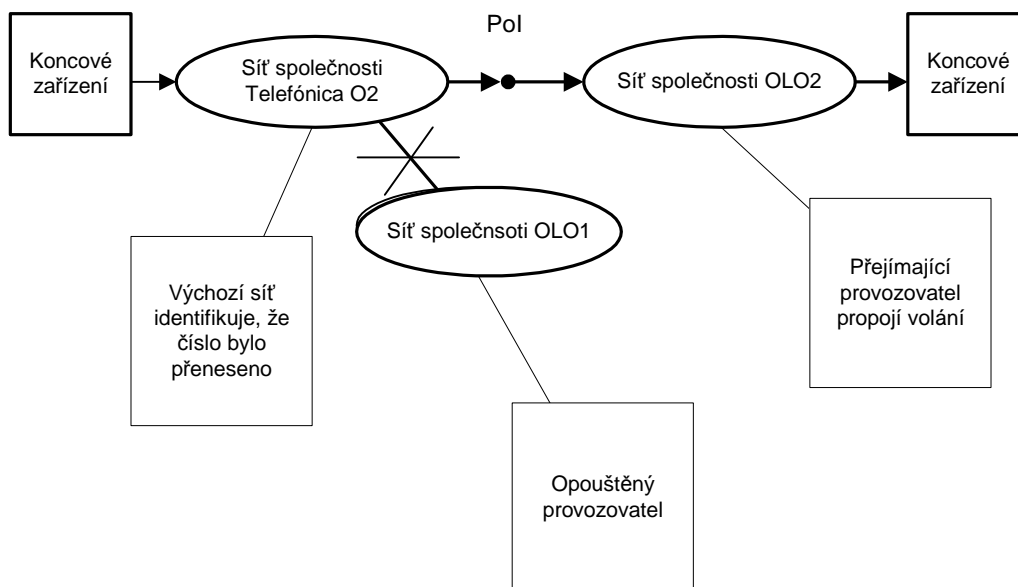 PoI
Koncové
zařízení
Síť společnosti
Telefónica O2
Síť společnosti OLO2
Koncové
zařízení
Síť společnsoti OLO1
Výchozí síť
identifikuje, že
číslo bylo
přeneseno
Přejímající
provozovatel
propojí volání
Opouštěný
provozovatel